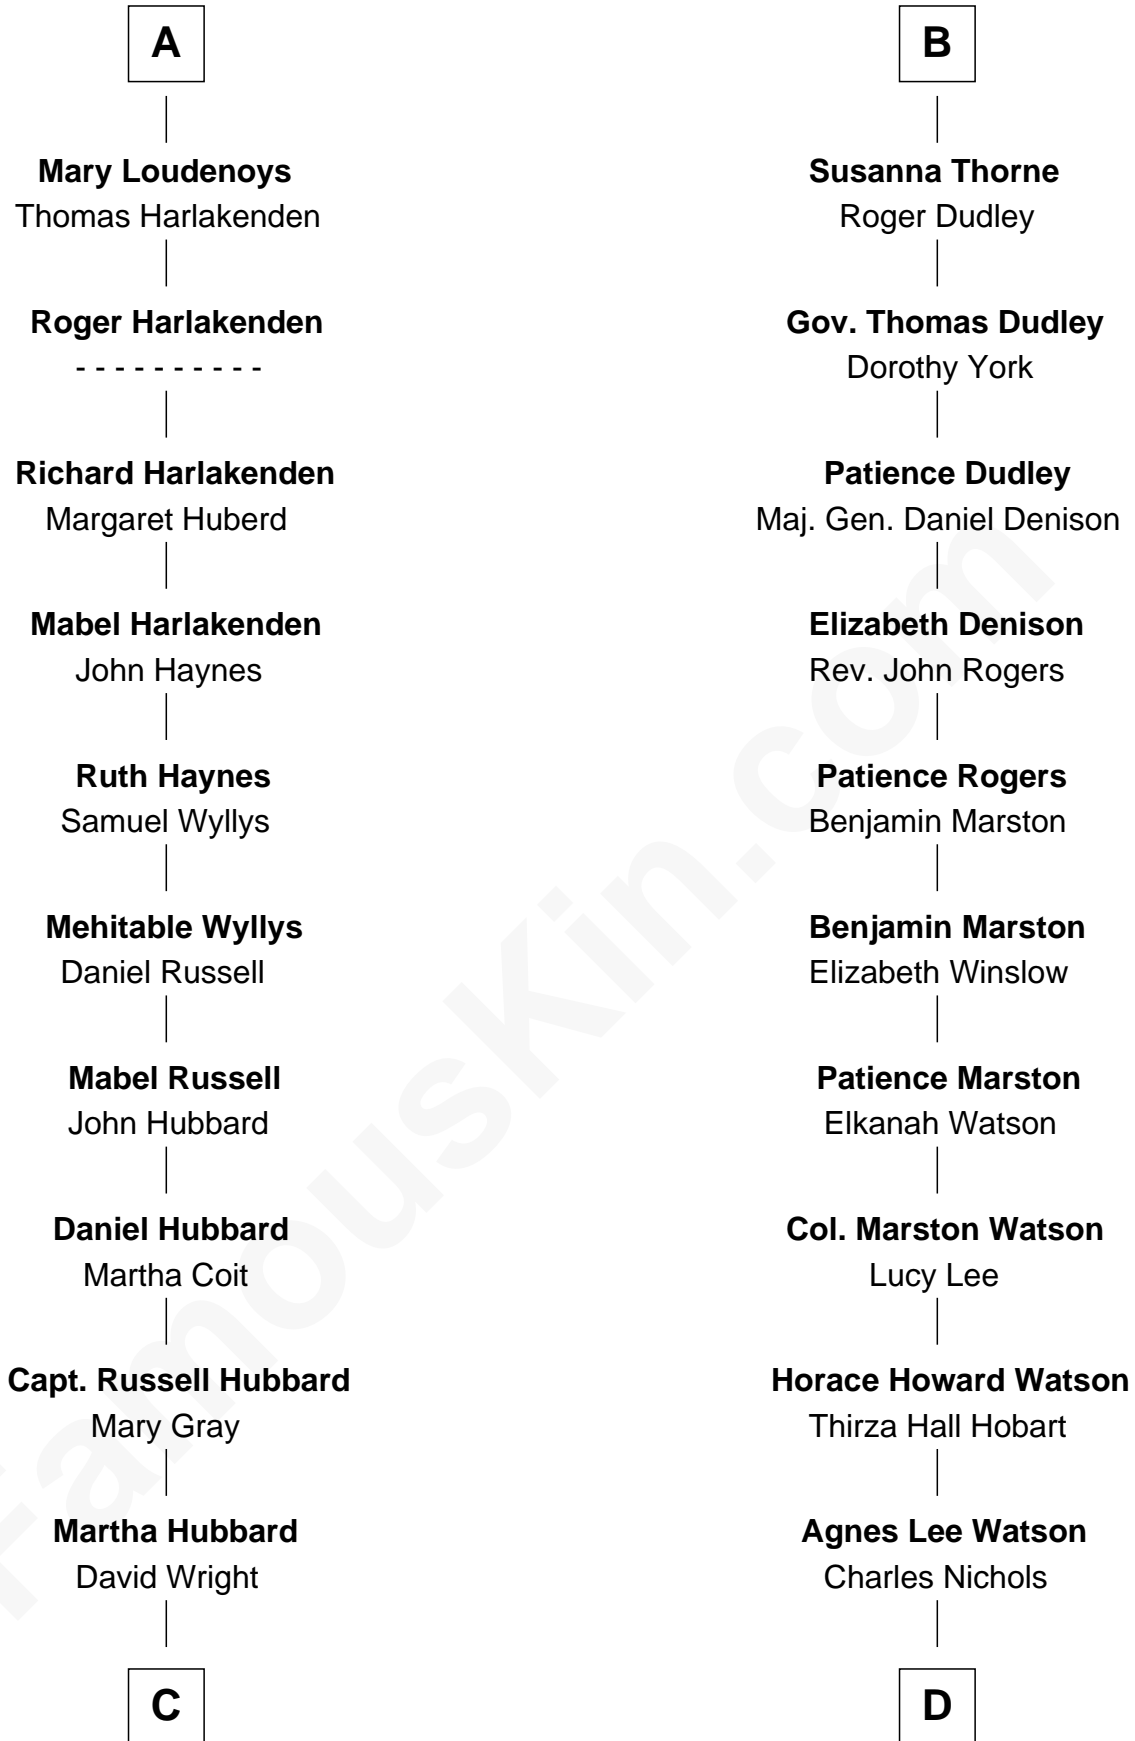 A
Mary Loudenoys
Thomas Harlakenden
Roger Harlakenden
- - - - - - - - - -
Richard Harlakenden
Margaret Huberd
Mabel Harlakenden
John Haynes
Ruth Haynes
Samuel Wyllys
Mehitable Wyllys
Daniel Russell
Mabel Russell
John Hubbard
Daniel Hubbard
Martha Coit
Capt. Russell Hubbard
Mary Gray
Martha Hubbard
David Wright
C
B
Susanna Thorne
Roger Dudley
Gov. Thomas Dudley
Dorothy York
Patience Dudley
Maj. Gen. Daniel Denison
Elizabeth Denison
Rev. John Rogers
Patience Rogers
Benjamin Marston
Benjamin Marston
Elizabeth Winslow
Patience Marston
Elkanah Watson
Col. Marston Watson
Lucy Lee
Horace Howard Watson
Thirza Hall Hobart
Agnes Lee Watson
Charles Nichols
D
FamousKin.com